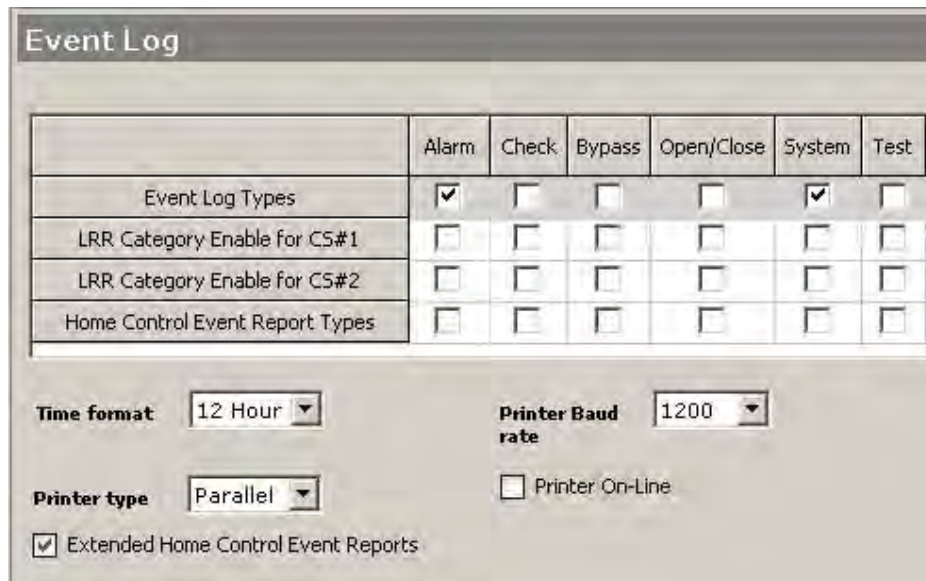 Event Log
Alarm Check Bypass Open/Close System Test
Event Log Types
LRR Category Enable for CS#1
LRR Category Enable for CS#2
Home Control Event Report Types
Time format 12 Hour Printer Baud rate 1200
Printer type Parallel Printer On-Line
Extended Home Control Event Reports